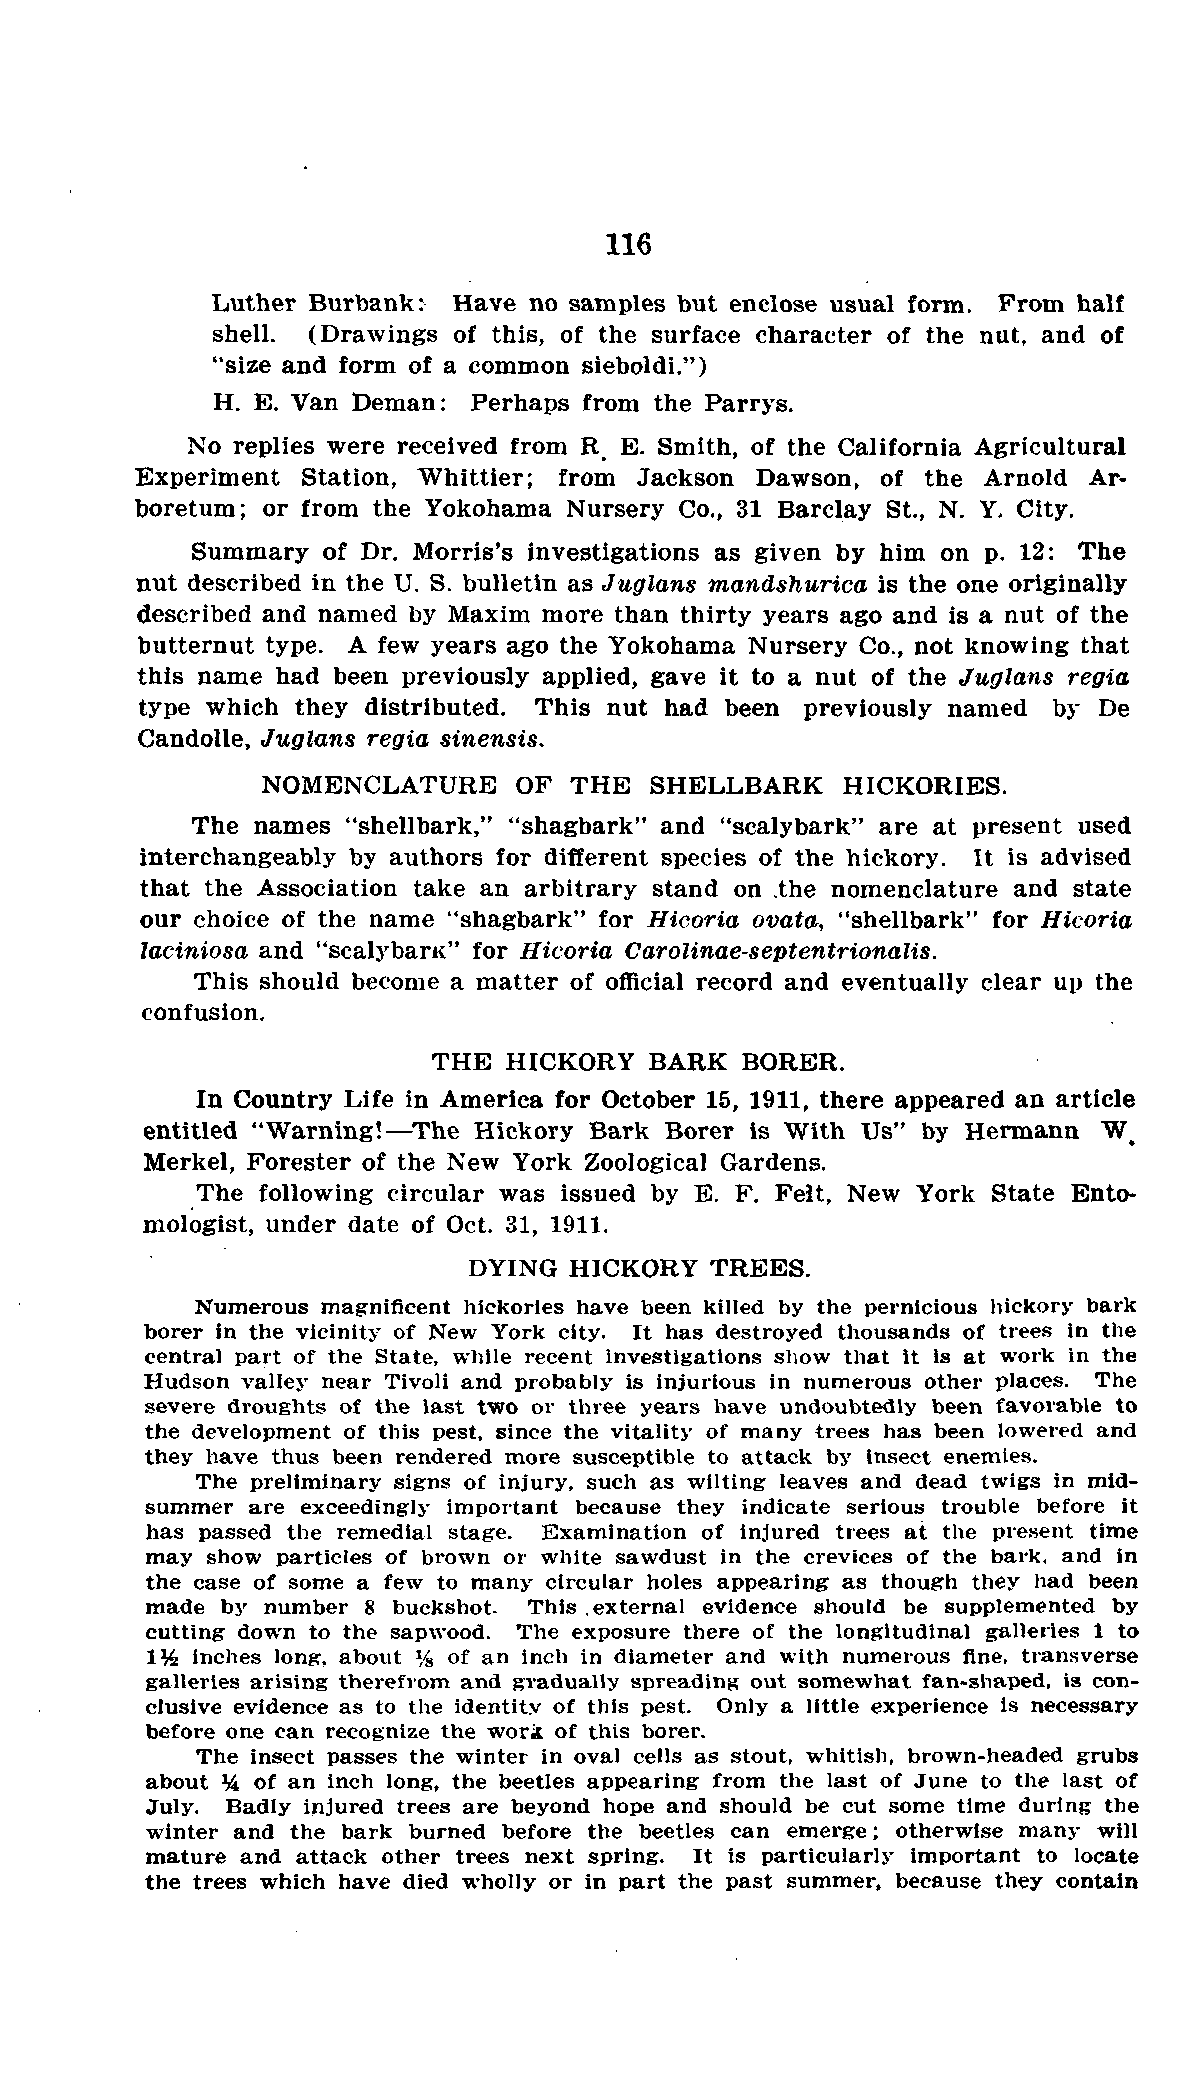 116
Luther Burbank: Have no samples but enclose usual form. From half
shell. (Drawings of this, of the surface character of the nut, and of
"size and form of a common sieboldi.")
H. E. Van Deman: Perhaps from the Parrys.
No replies were received from R. E. Smith, of the California Agricultural
Experiment Station, Whittier; from Jackson Dawson, of the Arnold Ar-
boretum; or from the Yokohama Nursery Co., 31 Barclay St., N. Y. City.
Summary of Dr. Morris's investigations as given by him on p. 12: The
nut described in the U. S. bulletin as Juglans mandshurica is the one originally
described and named by Maxim more than thirty years ago and is a nut of the
butternut type. A few years ago the Yokohama Nursery Co., not knowing that
this name had been previously applied, gave it to a nut of the Juglans regia
type which they distributed. This nut had been previously named by De
Candolle, Juglans regia sinensis.
NOMENCLATURE OF THE SHELLBARK HICKORIES.
The names "shellbark," "shagbark" and "scalybark" are at present used
interchangeably by authors for different species of the hickory. It is advised
that the Association take an arbitrary stand on the nomenclature and state
our choice of the name "shagbark" for Hicoria ovata, "shellbark" for Hicoria
laciniosa and "scalybark" for Hicoria Carolinae-septentrionalis.
This should become a matter of official record and eventually clear up the
confusion.
THE HICKORY BARK BORER.
In Country Life in America for October 15, 1911, there appeared an article
entitled "Warning!—The Hickory Bark Borer is With Us" by Hermann W.
Merkel, Forester of the New York Zoological Gardens.
The following circular was issued by E. F. Felt, New York State Ento-
mologist, under date of Oct. 31, 1911.
DYING HICKORY TREES.
Numerous magnificent hickories have been killed by the pernicious hickory bark
borer in the vicinity of New York city. It has destroyed thousands of trees in the
central part of the State, while recent investigations show that it is at work in the
Hudson valley near Tivoli and probably is injurious in numerous other places. The
severe droughts of the last two or three years have undoubtedly been favorable to
the development of this pest, since the vitality of many trees has been lowered and
they have thus been rendered more susceptible to attack by insect enemies.
The preliminary signs of injury, such as wilting leaves and dead twigs in mid-
summer are exceedingly important because they indicate serious trouble before it
has passed the remedial stage. Examination of injured trees at the present time
may show particles of brown or white sawdust in the crevices of the bark, and in
the case of some a few to many circular holes appearing as though they had been
made by number 8 buckshot. This external evidence should be supplemented by
cutting down to the sapwood. The exposure there of the longitudinal galleries 1 to
1½ inches long, about ⅛ of an inch in diameter and with numerous fine, transverse
galleries arising therefrom and gradually spreading out somewhat fan-shaped, is con-
clusive evidence as to the identity of this pest. Only a little experience is necessary
before one can recognize the work of this borer.
The insect passes the winter in oval cells as stout, whitish, brown-headed grubs
about ¼ of an inch long, the beetles appearing from the last of June to the last of
July. Badly injured trees are beyond hope and should be cut some time during the
winter and the bark burned before the beetles can emerge; otherwise many will
mature and attack other trees next spring. It is particularly important to locate
the trees which have died wholly or in part the past summer, because they contain